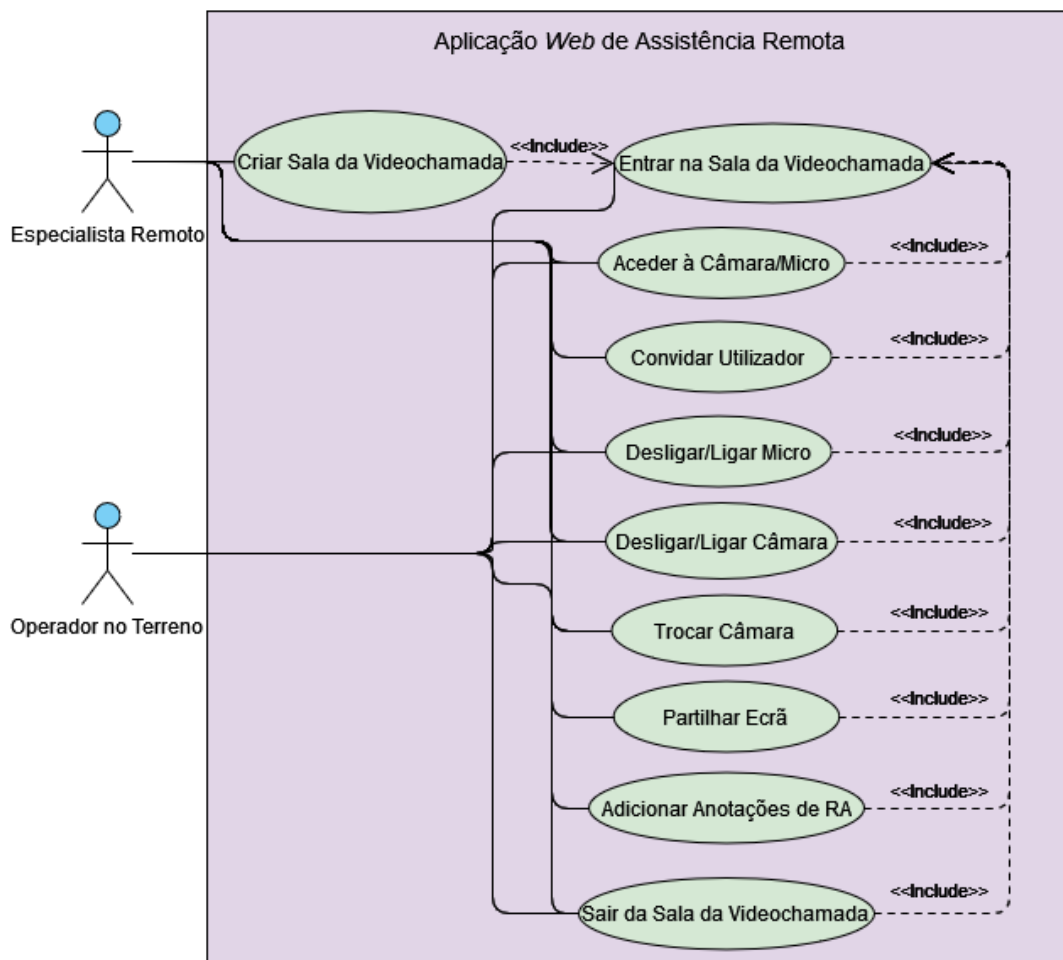 Aplicação Web de Assistência Remota
Criar Sala da Videochamada
<<Include>>
Entrar na Sala da Videochamada
Especialista Remoto
Aceder à Câmara/Micro
<<Include>>
Convidar Utilizador
<<Include>>
Desligar/Ligar Micro
<<Include>>
Desligar/Ligar Câmara
<<Include>>
Operador no Terreno
Trocar Câmara
<<Include>>
Partilhar Ecrã
<<Include>>
Adicionar Anotações de RA
<<Include>>
Sair da Sala da Videochamada
<<Include>>